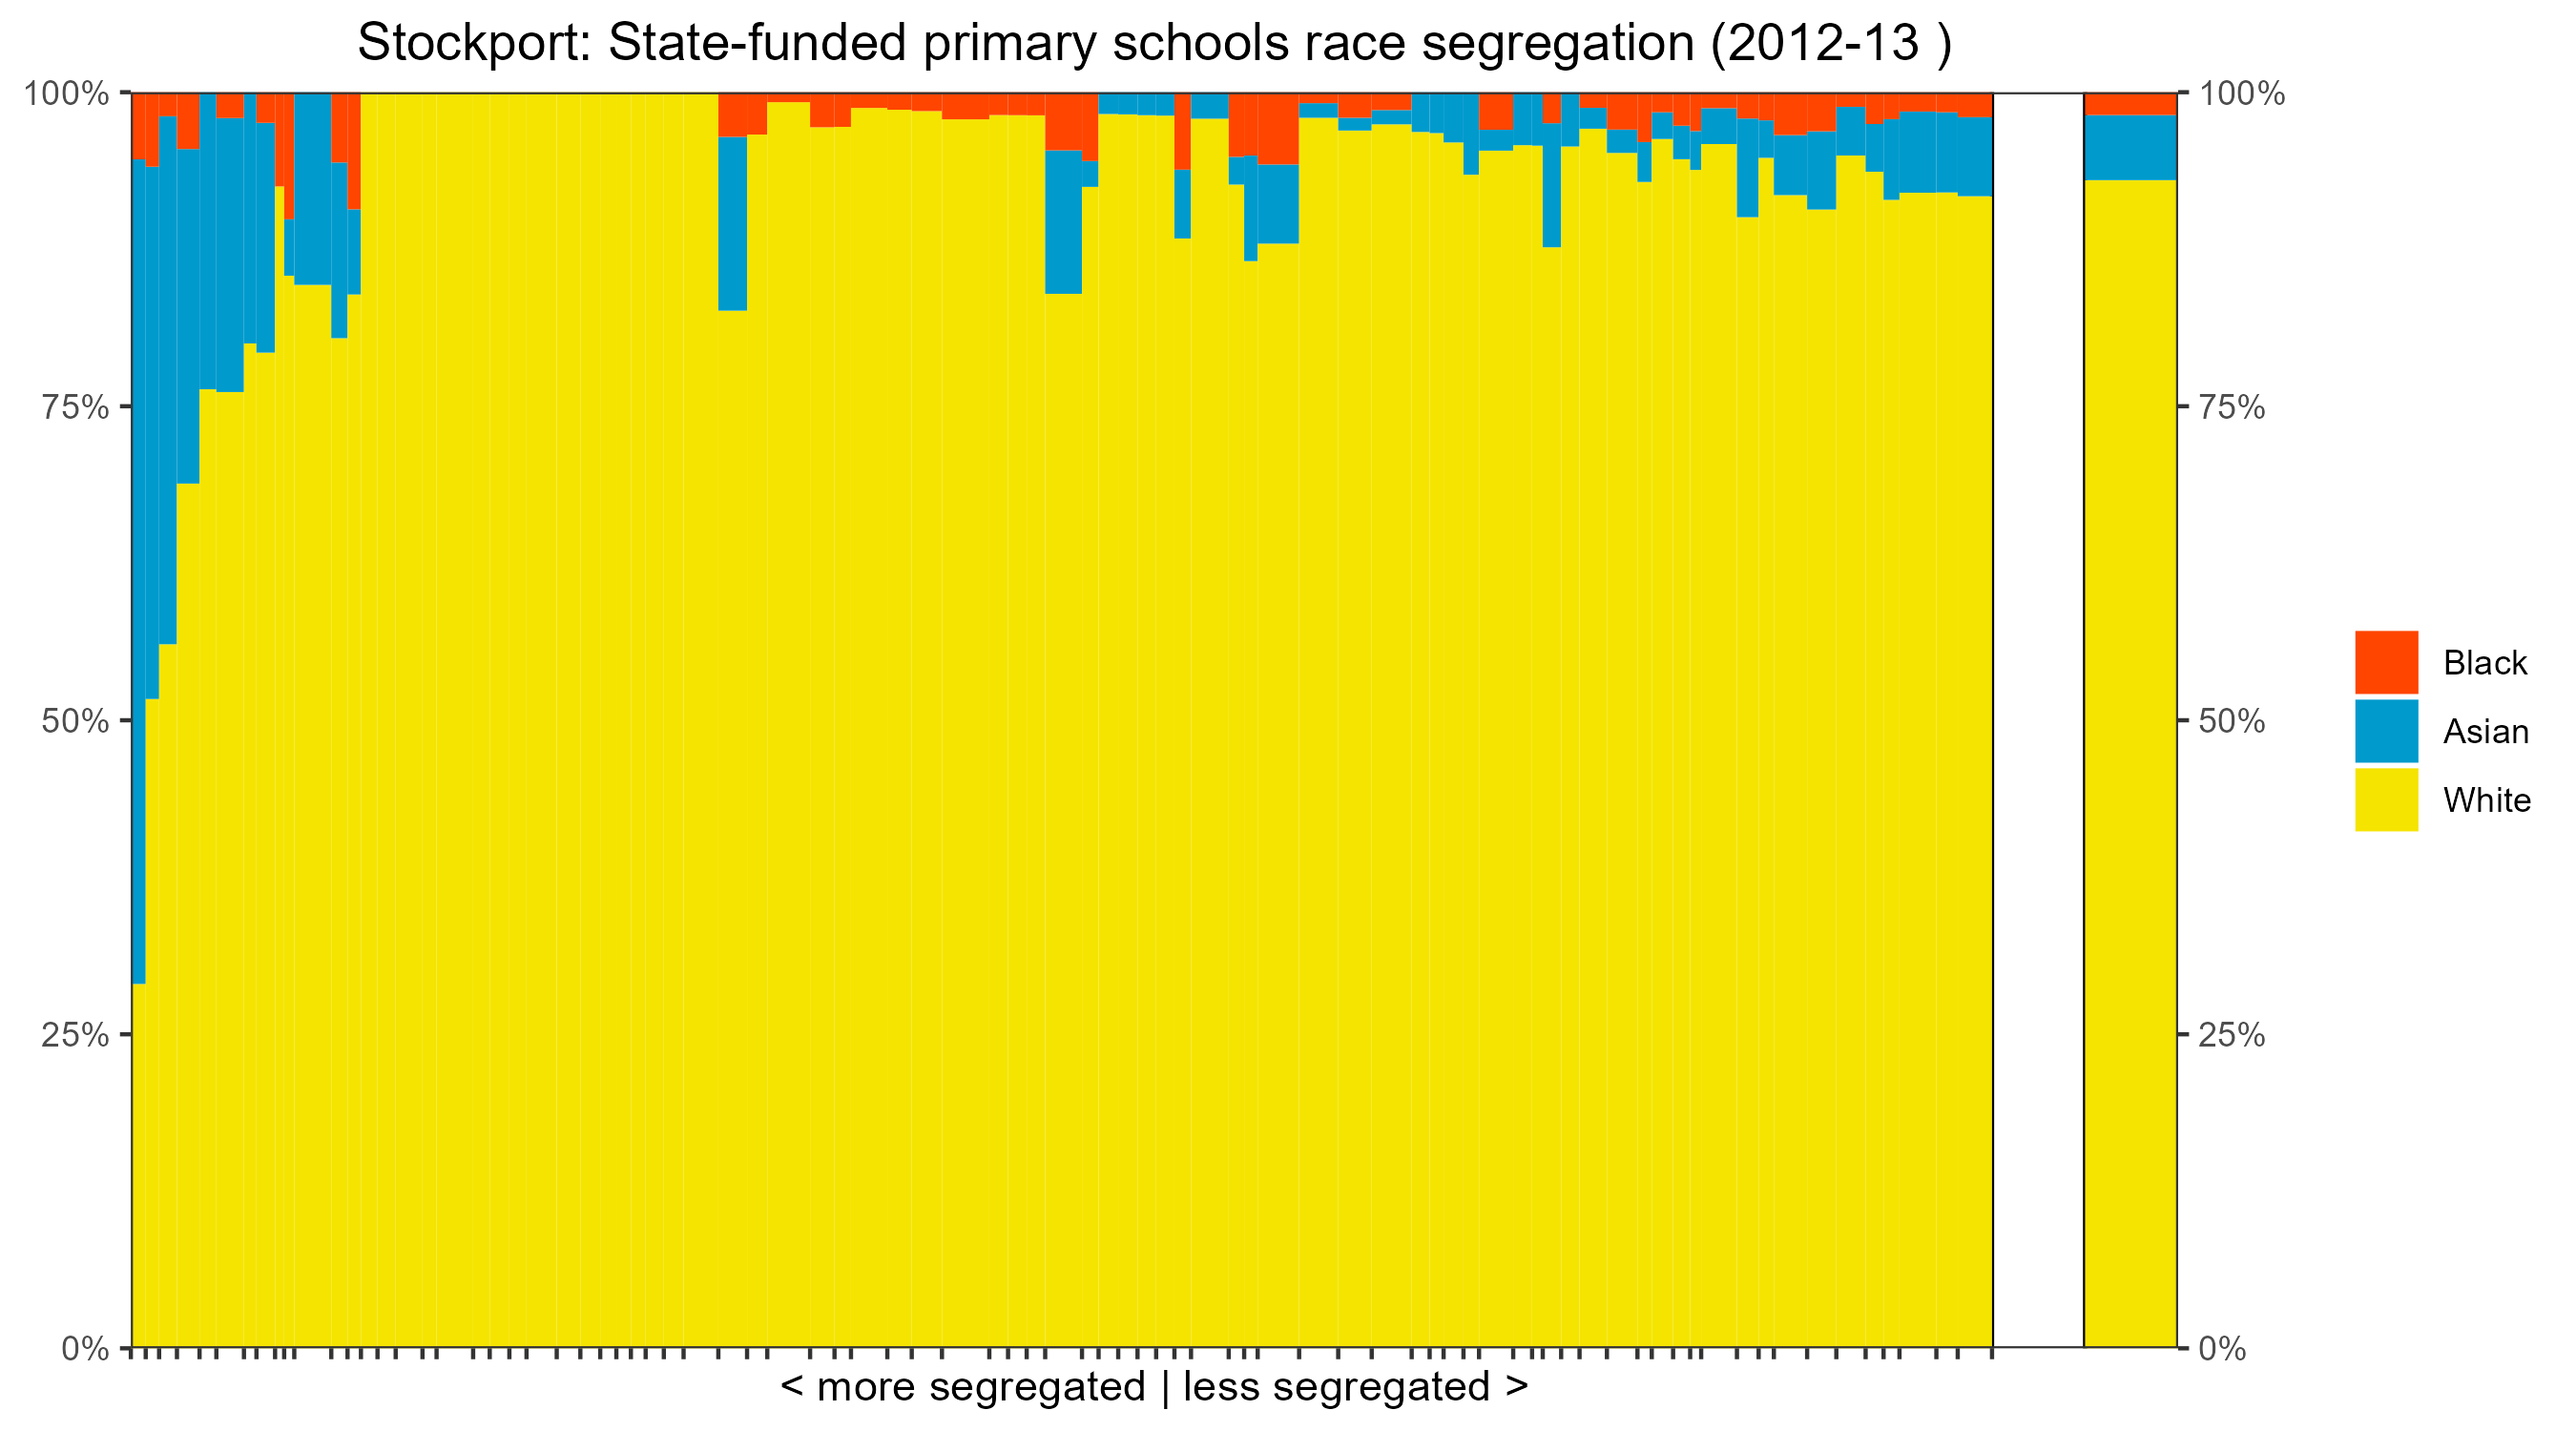 Stockport: State-funded primary schools race segregation (2012-13 )
100%
75%
50%
25%
0%
100%
75%
50%
25%
0%
Black
Asian
White
< more segregated | less segregated >